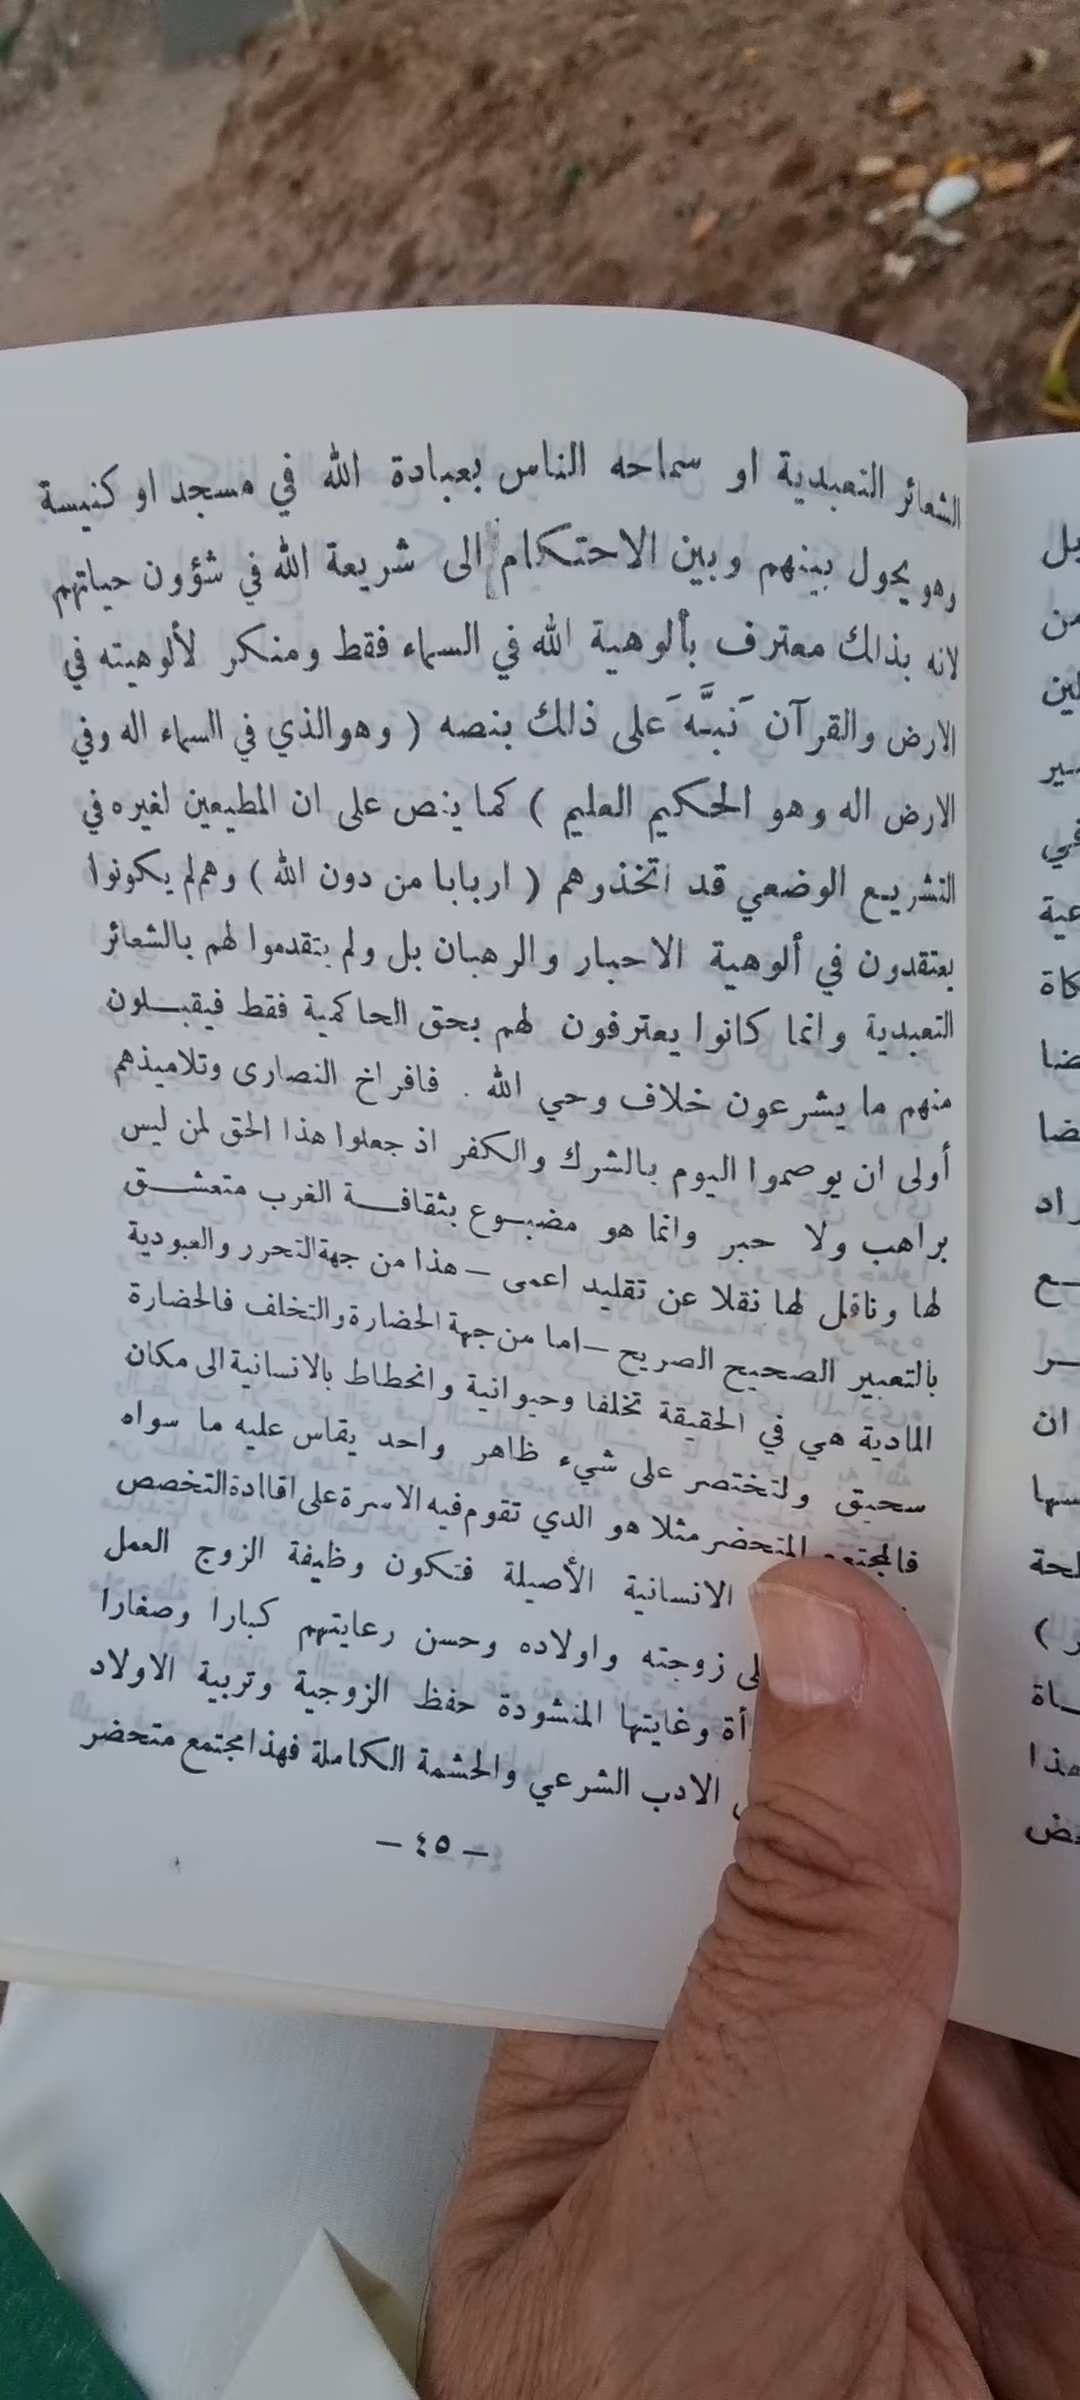 الشعائر التعبدية او سماحه الناس بعبادة الله في مسجد او كنيسة
وهو يحول بينهم وبين الاحتكام الى شريعة الله في شؤون حياتهم
لانه بذلك معترف بألوهية الله في السماء فقط ومنكر لألوهيته في
الارض والقرآن نَبَّهَ على ذلك بنصه ( وهو الذي في السماء اله وفي
الارض اله وهو الحكيم العليم ) كما ينص على ان المطيعين لغيره في
التشريع الوضعي قد اتخذوهم ( اربابا من دون الله ) وهم لم يكونوا
يعتقدون في ألوهية الاحبار والرهبان بل ولم يتقدموا لهم بالشعائر
التعبدية وانما كانوا يعترفون لهم بحق الحاكمية فقط فيقبلون
منهم ما يشرعون خلاف وحي الله . فافراخ النصارى وتلاميذهم
أولى ان يوصموا اليوم بالشرك والكفر اذ جعلوا هذا الحق لمن ليس
براهب ولا حبر وانما هو مضبوع بثقافة الغرب متعشق
لها وناقل لها نقلا عن تقليد اعمى – هذا من جهة التحرر والعبودية
بالتعبير الصحيح الصريح – اما من جهة الحضارة والتخلف فالحضارة
المادية هي في الحقيقة تخلفا وحيوانية وانحطاط بالانسانية الى مكان
سحيق ولنختصر على شيء ظاهر واحد يقاس عليه ما سواه
فالمجتمع المتحضر مثلا هو الذي تقوم فيه الاسرة على اقاادة التخصص
الانسانية الأصيلة فتكون وظيفة الزوج العمل
زوجته واولاده وحسن رعايتهم كبارا وصغارا
وغايتها المنشودة حفظ الزوجية وتربية الاولاد
الادب الشرعي والحشمة الكاملة فهذا مجتمع متحضر
– ٤٥ –
بل
من